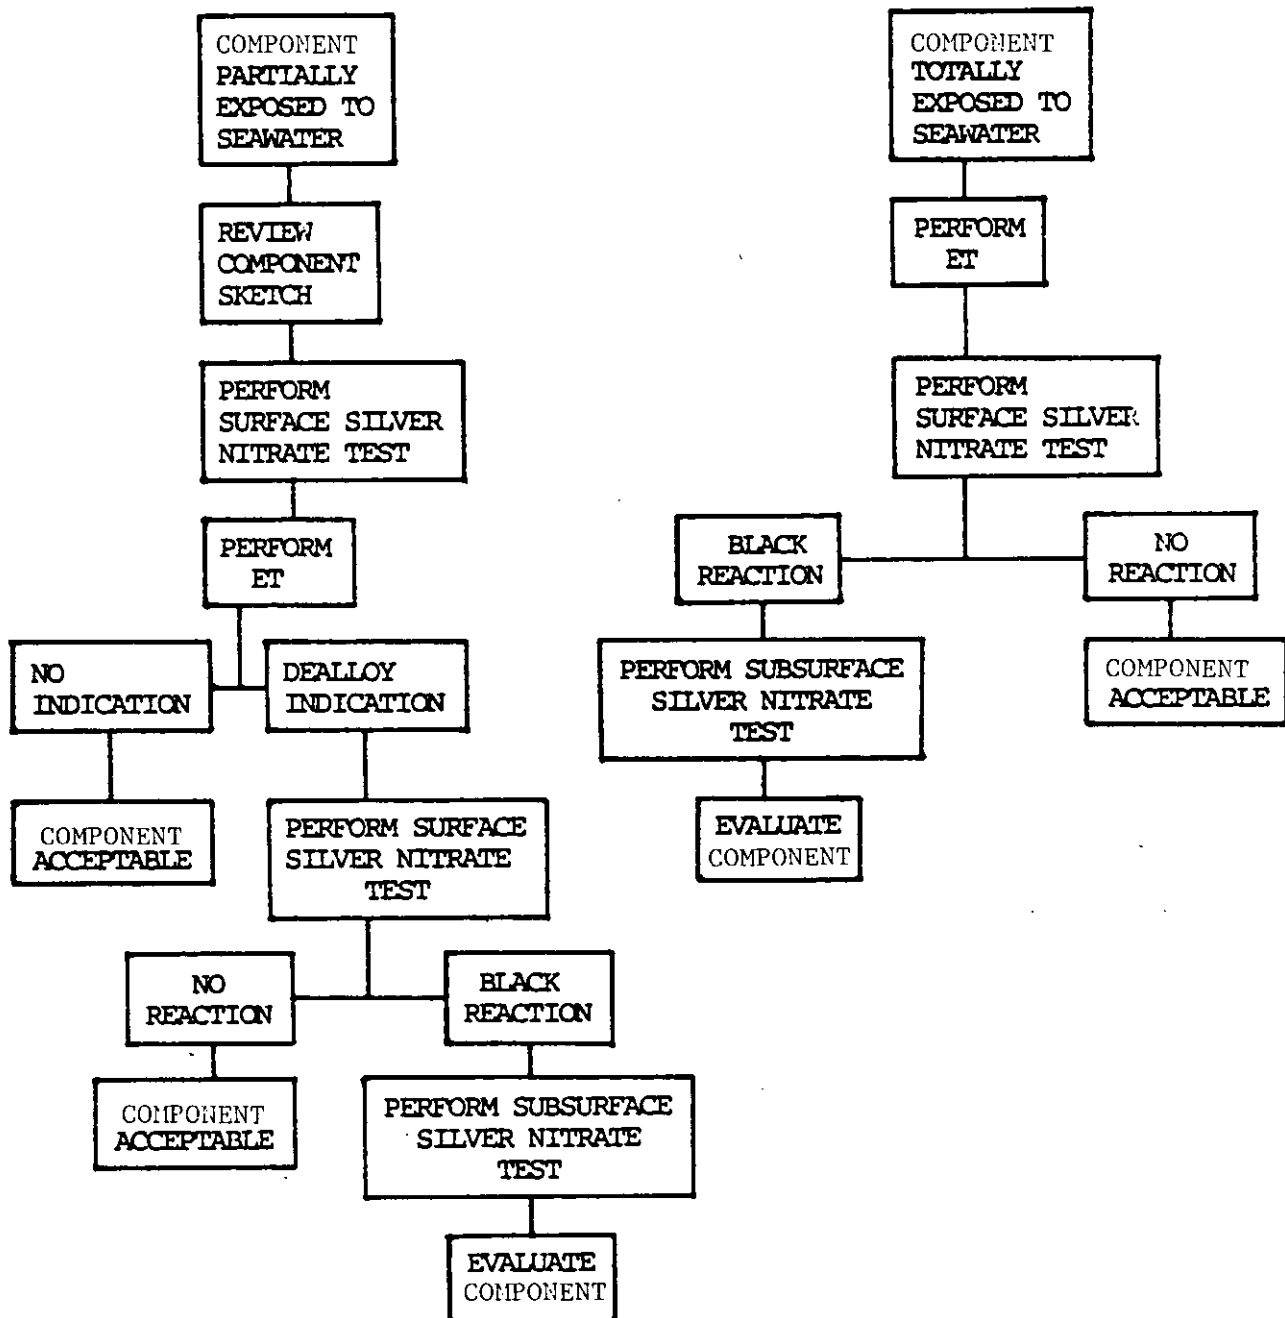 COMPONENT
PARTIALLY
EXPOSED TO
SEAWATER
REVIEW
COMPONENT
SKETCH
PERFORM
SURFACE SILVER
NITRATE TEST
PERFORM
ET
NO
INDICATION
DEALLOY
INDICATION
COMPONENT
ACCEPTABLE
PERFORM SURFACE
SILVER NITRATE
TEST
NO
REACTION
BLACK
REACTION
COMPONENT
ACCEPTABLE
PERFORM SUBSURFACE
SILVER NITRATE
TEST
EVALUATE
COMPONENT
COMPONENT
TOTALLY
EXPOSED TO
SEAWATER
PERFORM
ET
PERFORM
SURFACE SILVER
NITRATE TEST
BLACK
REACTION
NO
REACTION
PERFORM SUBSURFACE
SILVER NITRATE
TEST
COMPONENT
ACCEPTABLE
EVALUATE
COMPONENT